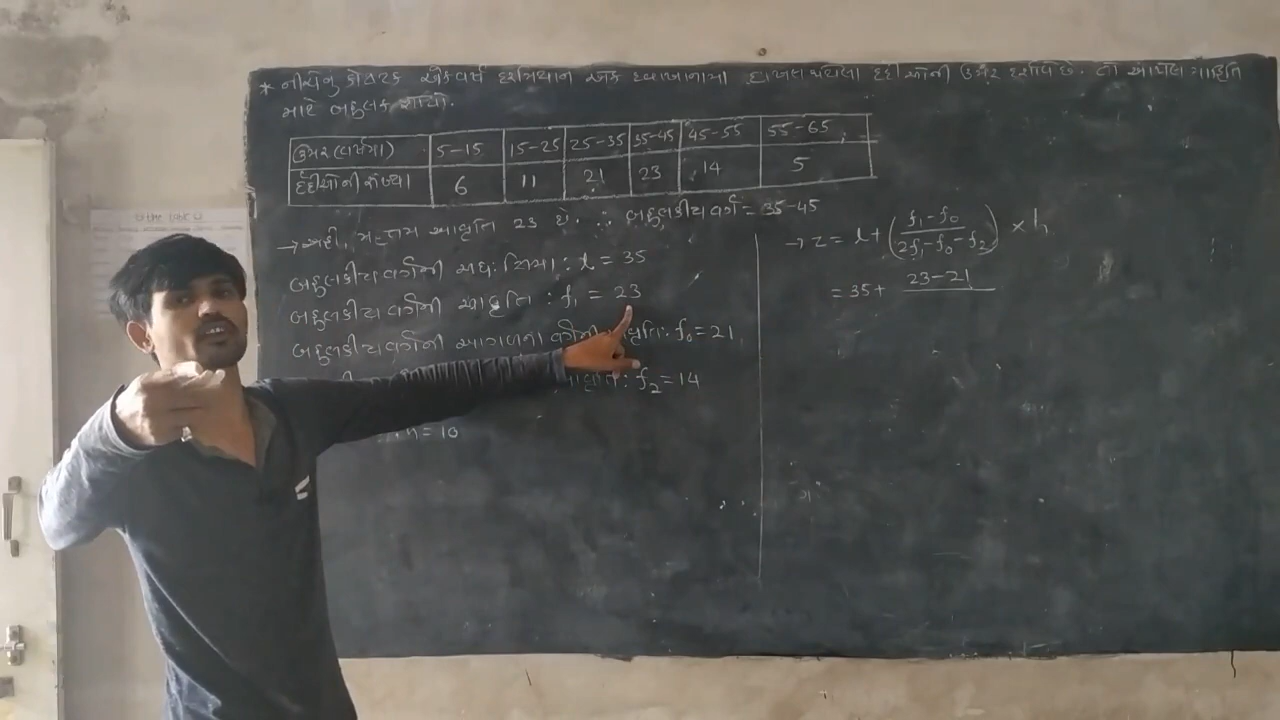 * નીચેનું કોષ્ટક એક વર્ષ દરમિયાન એક દવાખાનામાં દાખલ થયેલા દર્દીઓની ઉંમર દર્શાવે છે. તો આપેલ માહિતી
માટે બહુલક શોધો.
ઉંમર (વર્ષમાં) 5-15 15-25 25-35 35-45 45-55 55-65
દર્દીઓની સંખ્યા 6 11 21 23 14 5
→ અહીં, મહત્તમ આવૃત્તિ 23 છે. ∴ બહુલકીય વર્ગ = 35-45
બહુલકીય વર્ગની અધઃસિમા : l = 35
બહુલકીય વર્ગની આવૃત્તિ : f₁ = 23
બહુલકીય વર્ગની આગળના વર્ગની : f₀ = 21
: f₂ = 14
h = 10
→ z = l + (f₁-f₀ / 2f₁-f₀-f₂) × h
= 35 + 23-21